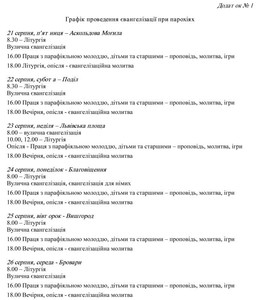 Додаток № 1
Графік проведення євангелізації при парохіях
21 серпня, п'ятниця – Аскольдова Могила
8.30 – Літургія
Вулична євангелізація
16.00 Праця з парафіяльною молоддю, дітьми та старшими – проповідь, молитва, ігри
18.00 Літургія, опісля - євангелізаційна молитва
22 серпня, субота – Поділ
8.30 – Літургія
Вулична євангелізація
16.00 Праця з парафіяльною молоддю, дітьми та старшими – проповідь, молитва, ігри
18.00 Вечірня, опісля - євангелізаційна молитва
23 серпня, неділя – Львівська площа
8.00 – вулична євангелізація
10.00, 12.00 – Літургія
Опісля - Праця з парафіяльною молоддю, дітьми та старшими – проповідь, молитва, ігри
18.00 Вечірня, опісля - євангелізаційна молитва
24 серпня, понеділок - Благовіщення
8.00 – Літургія
Вулична євангелізація, євангелізація для німих
16.00 Праця з парафіяльною молоддю, дітьми та старшими – проповідь, молитва, ігри
18.00 Вечірня, опісля - євангелізаційна молитва
25 серпня, вівторок - Вишгород
8.00 – Літургія
Вулична євангелізація
16.00 Праця з парафіяльною молоддю, дітьми та старшими – проповідь, молитва, ігри
18.00 Вечірня, опісля - євангелізаційна молитва
26 серпня, середа - Бровари
8.00 – Літургія
Вулична євангелізація
16.00 Праця з парафіяльною молоддю, дітьми та старшими – проповідь, молитва, ігри
18.00 Вечірня, опісля - євангелізаційна молитва